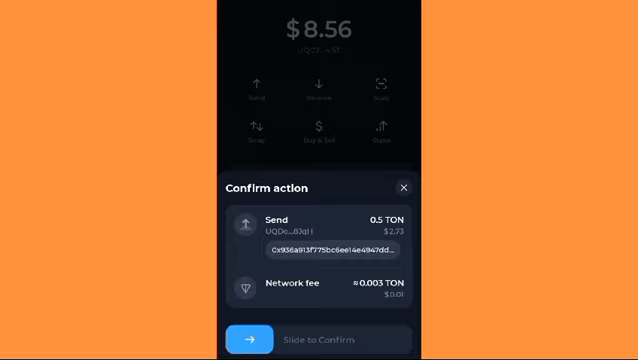 $8.56
Send
Receive
Scan
Swap
Buy & Sell
Stake
Confirm action
Send
0.5 TON
UQDc...8JqH
$2.73
0x936a913f775bc6ee14e4947dd...
Network fee
≈0.003 TON
$0.01
Slide to Confirm